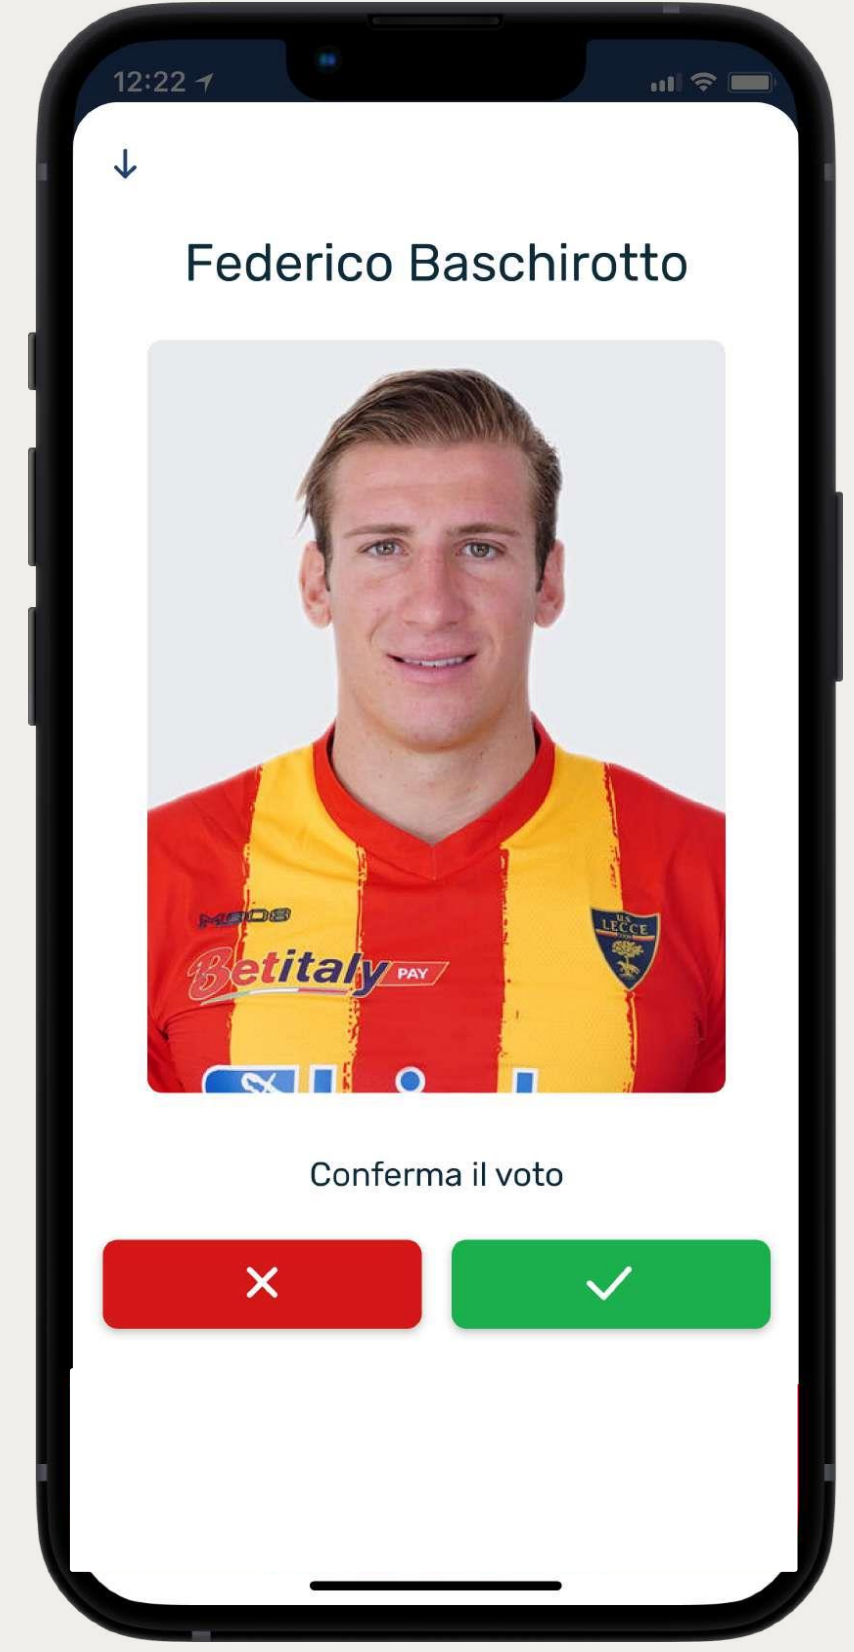 12:22
Federico Baschirotto
M908
Betitaly PAY
U.S.
LECCE
Conferma il voto